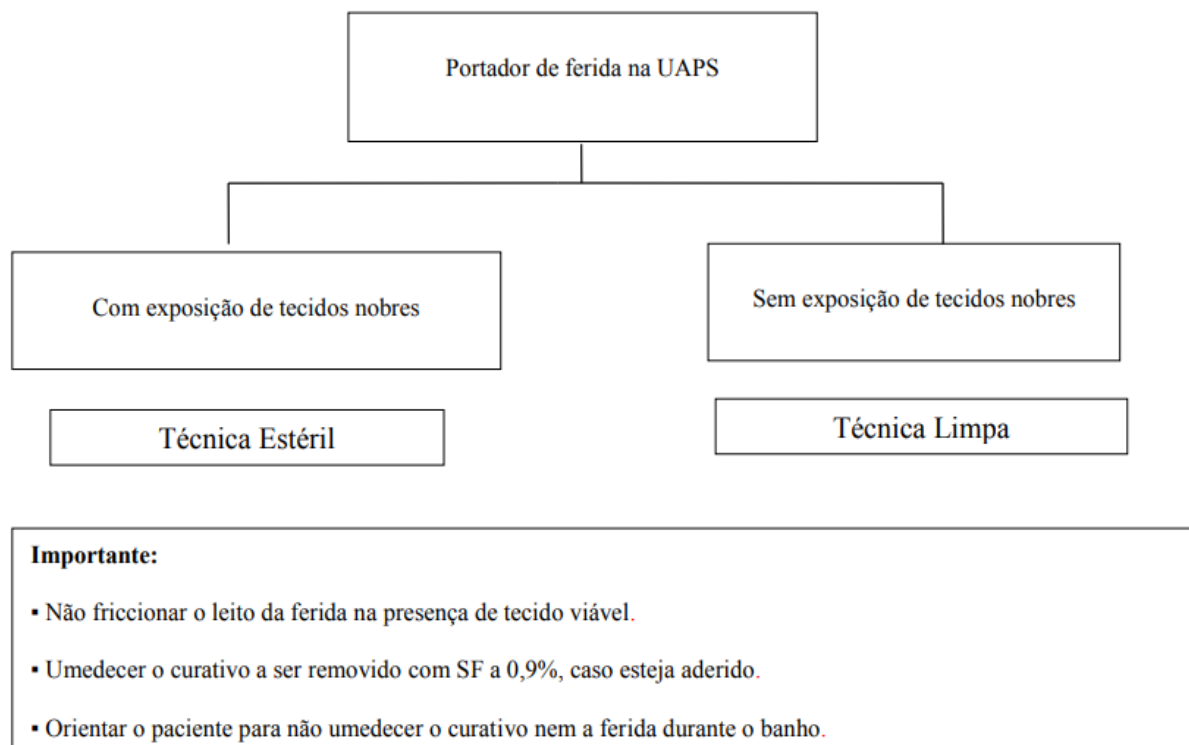 Portador de ferida na UAPS
Com exposição de tecidos nobres
Sem exposição de tecidos nobres
Técnica Estéril
Técnica Limpa
Importante:
▪ Não friccionar o leito da ferida na presença de tecido viável.
▪ Umedecer o curativo a ser removido com SF a 0,9%, caso esteja aderido.
▪ Orientar o paciente para não umedecer o curativo nem a ferida durante o banho.